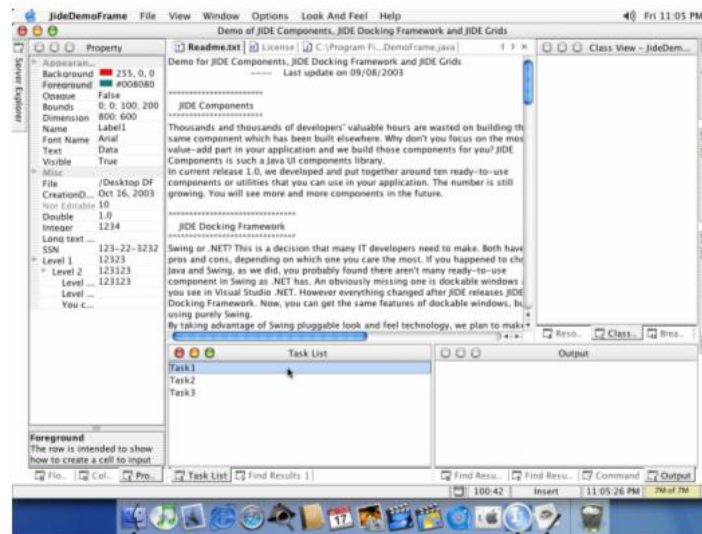 JideDemoFrame File View Window Options Look And Feel Help Fri 11:05 PM
Demo of JIDE Components, JIDE Docking Framework and JIDE Grids
Server Explorer
Property
Appearan...
Background 255, 0, 0
Foreground #008080
Opaque False
Bounds 0; 0; 100; 200
Dimension 800; 600
Name Label1
Font Name Arial
Text Data
Visible True
Misc
File /Desktop DF
CreationD... Oct 16, 2003
Not Editable 10
Double 1.0
Integer 1234
Long text ...
SSN 123-22-3232
Level 1 12323
Level 2 123123
Level ... 123123
Level ...
You c...
Foreground
The row is intended to show
how to create a cell to input
Flo.. Col.. Pro..
Readme.txt License C:\Program Fi...DemoFrame.java
Demo for JIDE Components, JIDE Docking Framework and JIDE Grids
---- Last update on 09/08/2003
***********************
JIDE Components
***********************
Thousands and thousands of developers' valuable hours are wasted on building th
same component which has been built elsewhere. Why don't you focus on the mos
value-add part in your application and we build those components for you? JIDE
Components is such a Java UI components library.
In current release 1.0, we developed and put together around ten ready-to-use
components or utilities that you can use in your application. The number is still
growing. You will see more and more components in the future.
*******************************
JIDE Docking Framework
*******************************
Swing or .NET? This is a decision that many IT developers need to make. Both have
pros and cons, depending on which one you care the most. If you happened to cho
Java and Swing, as we did, you probably found there aren't many ready-to-use
component in Swing as .NET has. An obviously missing one is dockable windows
you see in Visual Studio .NET. However everything changed after JIDE releases JIDE
Docking Framework. Now, you can get the same features of dockable windows, bu
using purely Swing.
By taking advantage of Swing pluggable look and feel technology, we plan to make
Class View - JideDem...
Reso.. Class.. Brea..
Task List
Task1
Task2
Task3
Task List Find Results 1
Output
Find Resu.. Find Resu.. Command Output
100:42 Insert 11:05:26 PM 7M of 7M
17